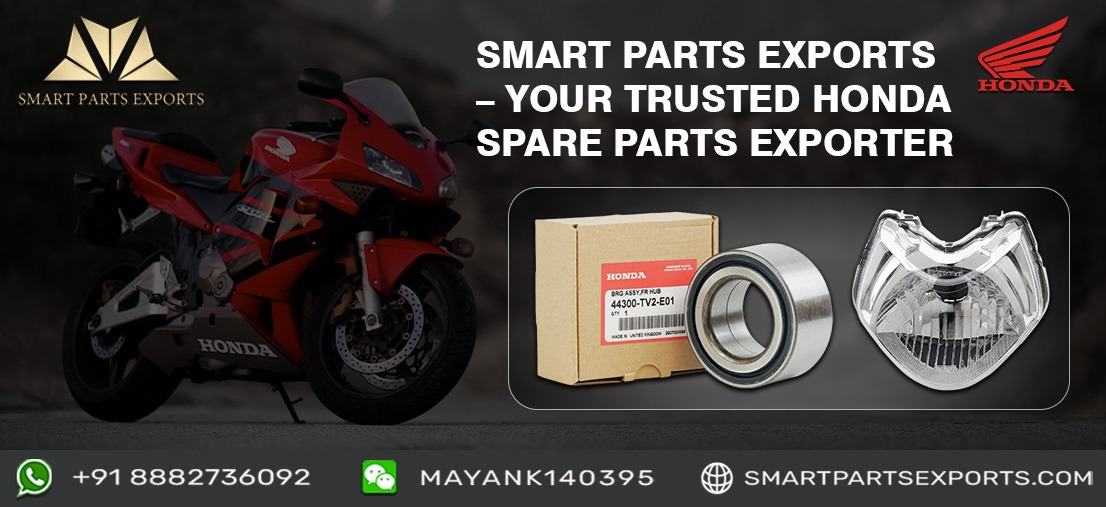 SMART PARTS EXPORTS
SMART PARTS EXPORTS
– YOUR TRUSTED HONDA
SPARE PARTS EXPORTER
HONDA
HONDA
HONDA
HONDA
BRG ASSY,FR HUB
44300-TV2-E01
QTY 1
MADE IN UNITED KINGDOM
+91 8882736092
MAYANK140395
SMARTPARTSEXPORTS.COM